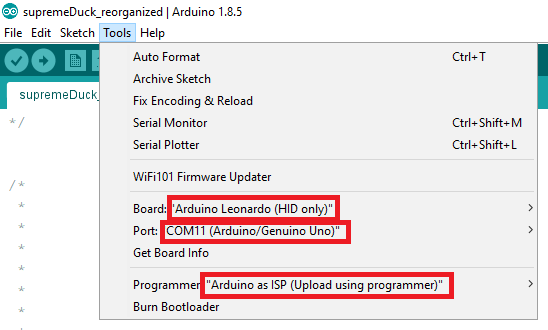 supremeDuck_reorganized | Arduino 1.8.5
File Edit Sketch Tools Help
Auto Format Ctrl+T
supremeDuck_
Archive Sketch
Fix Encoding & Reload
*/
Serial Monitor Ctrl+Shift+M
Serial Plotter Ctrl+Shift+L
WiFi101 Firmware Updater
/*
*
Board: "Arduino Leonardo (HID only)"
*
Port: COM11 (Arduino/Genuino Uno)"
*
Get Board Info
*
*
Programmer "Arduino as ISP (Upload using programmer)"
*
Burn Bootloader
*